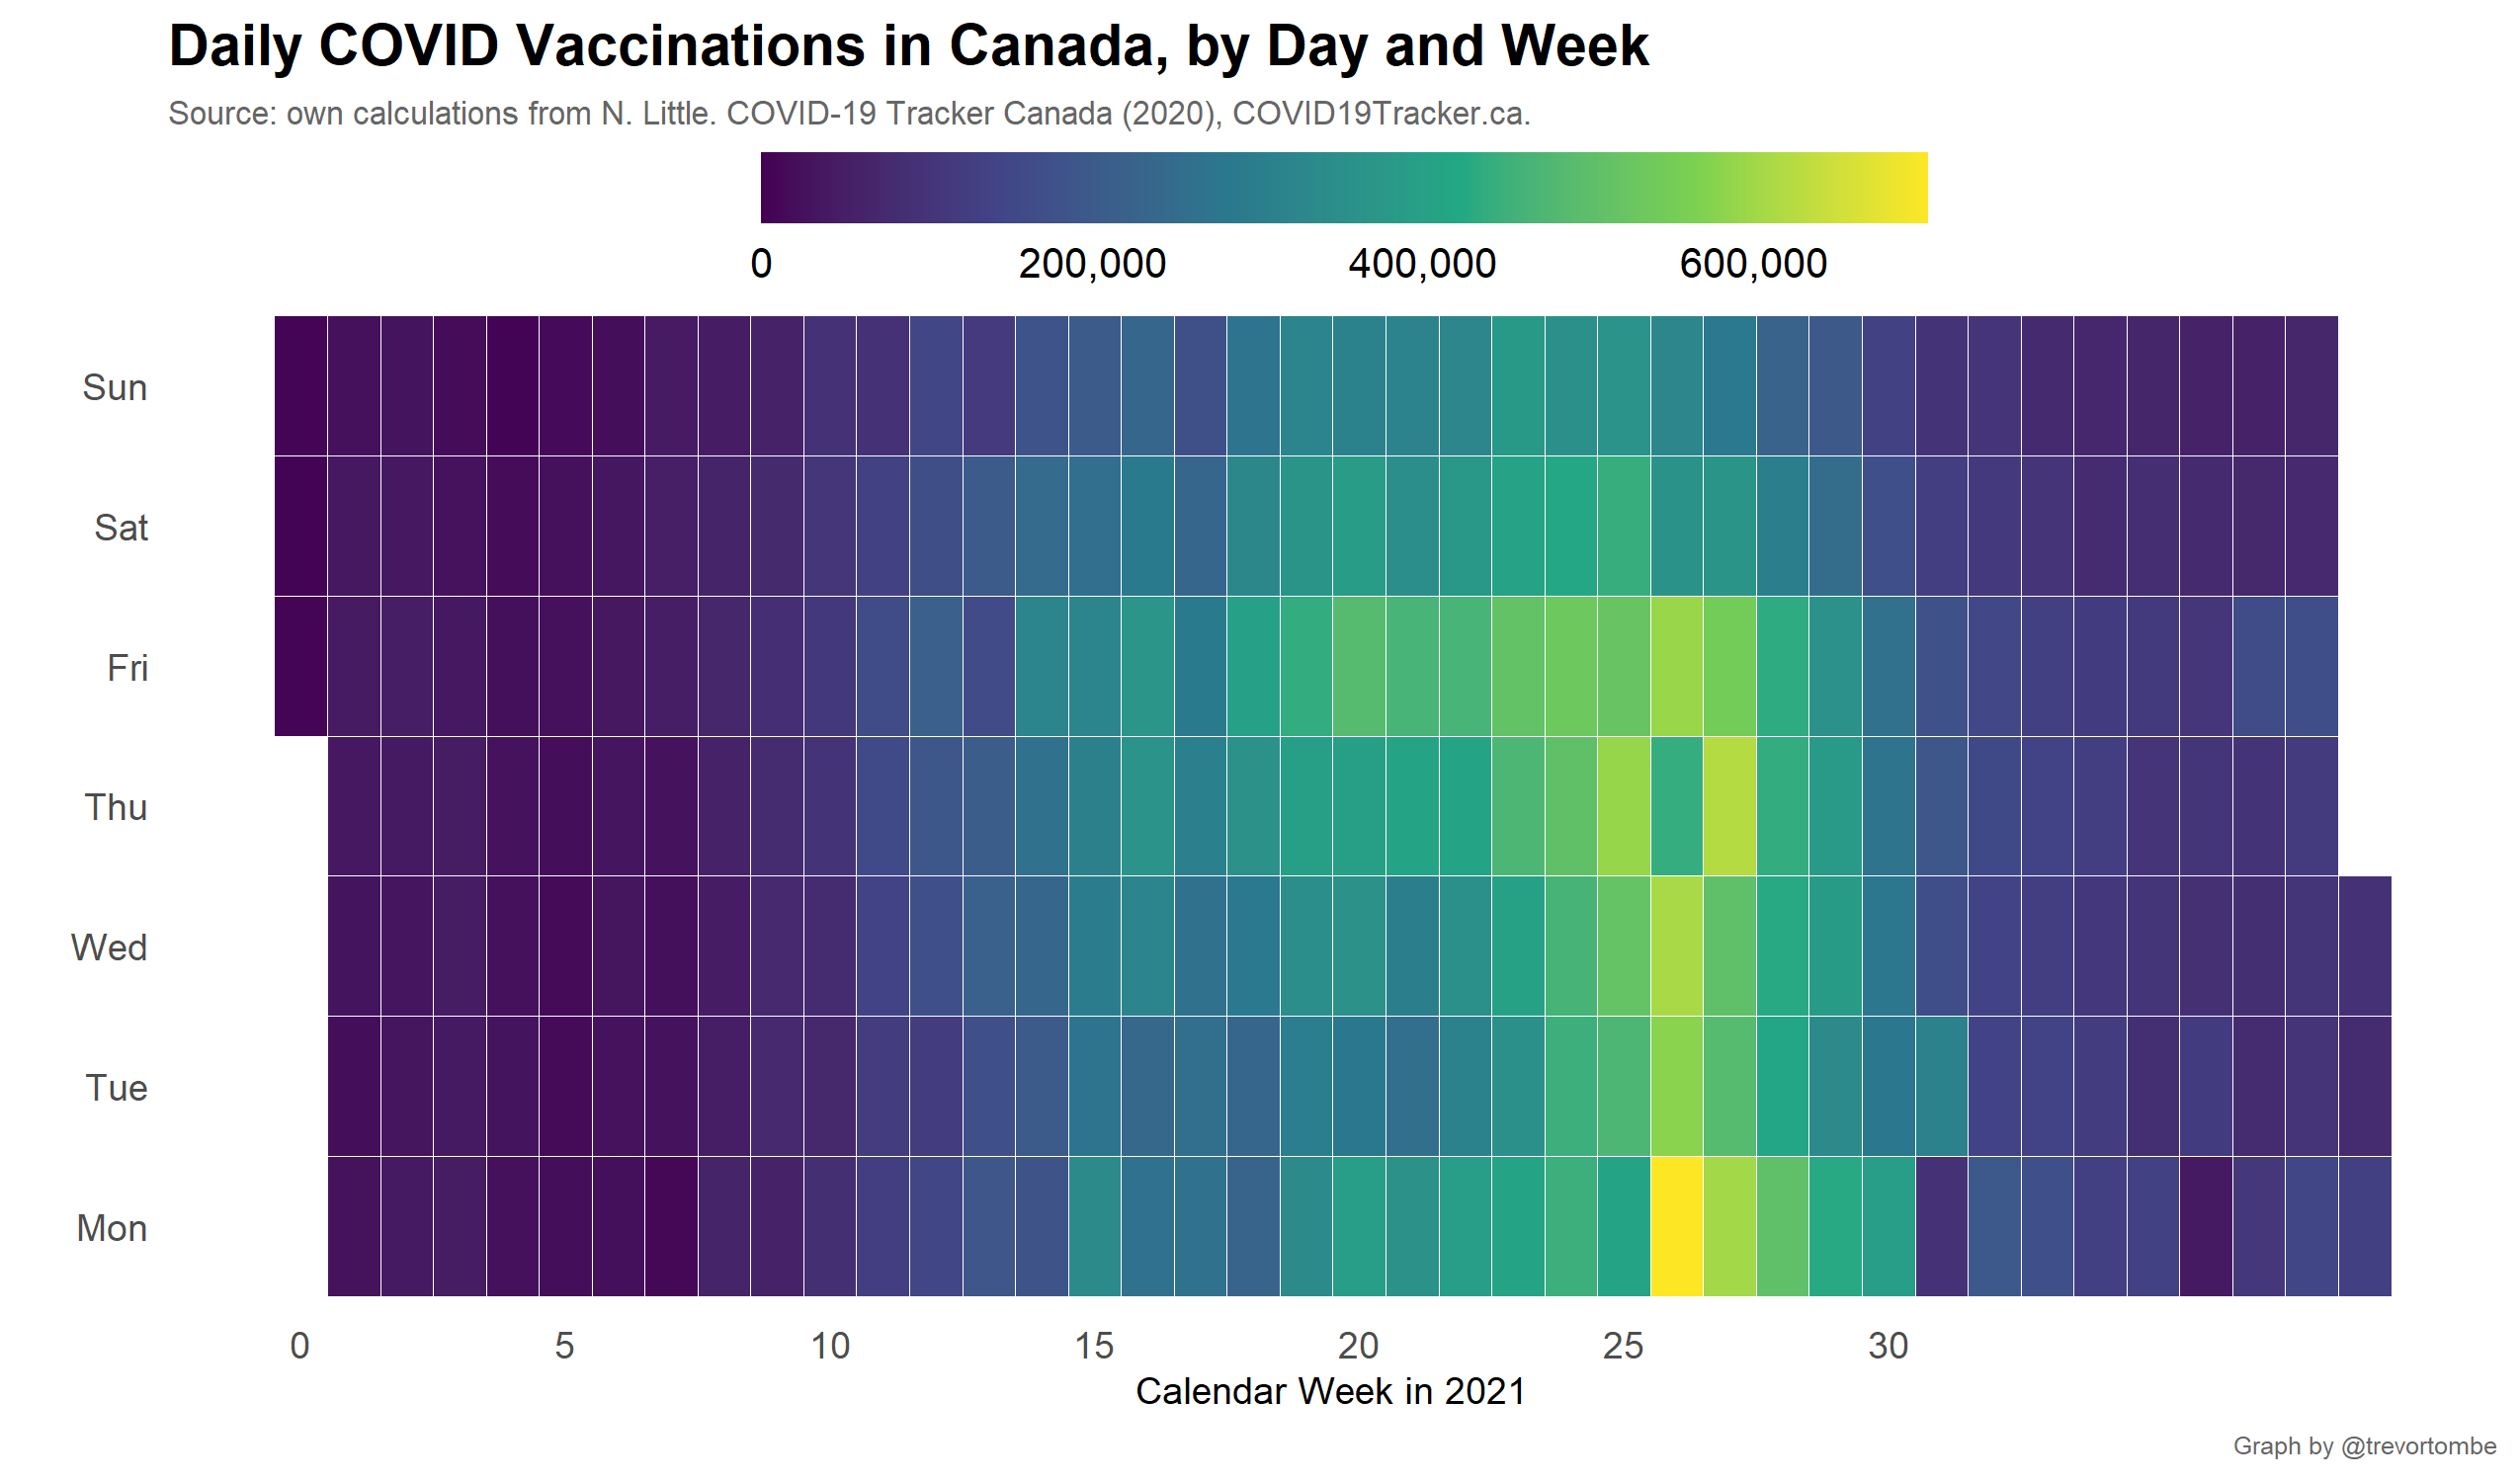 Daily COVID Vaccinations in Canada, by Day and Week
Source: own calculations from N. Little. COVID-19 Tracker Canada (2020), COVID19Tracker.ca.
0 200,000 400,000 600,000
Sun
Sat
Fri
Thu
Wed
Tue
Mon
0 5 10 15 20 25 30
Calendar Week in 2021
Graph by @trevortombe